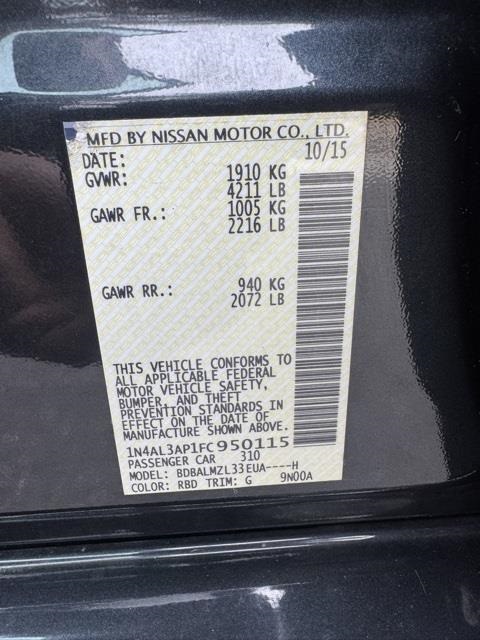 MFD BY NISSAN MOTOR CO., LTD.
DATE: 10/15
GVWR: 1910 KG
4211 LB
GAWR FR.: 1005 KG
2216 LB
GAWR RR.: 940 KG
2072 LB
THIS VEHICLE CONFORMS TO
ALL APPLICABLE FEDERAL
MOTOR VEHICLE SAFETY,
BUMPER, AND THEFT
PREVENTION STANDARDS IN
EFFECT ON THE DATE OF
MANUFACTURE SHOWN ABOVE.
1N4AL3AP1FC950115
PASSENGER CAR 310
MODEL: BDBALMZL33EUA----H
COLOR: RBD TRIM: G 9N00A